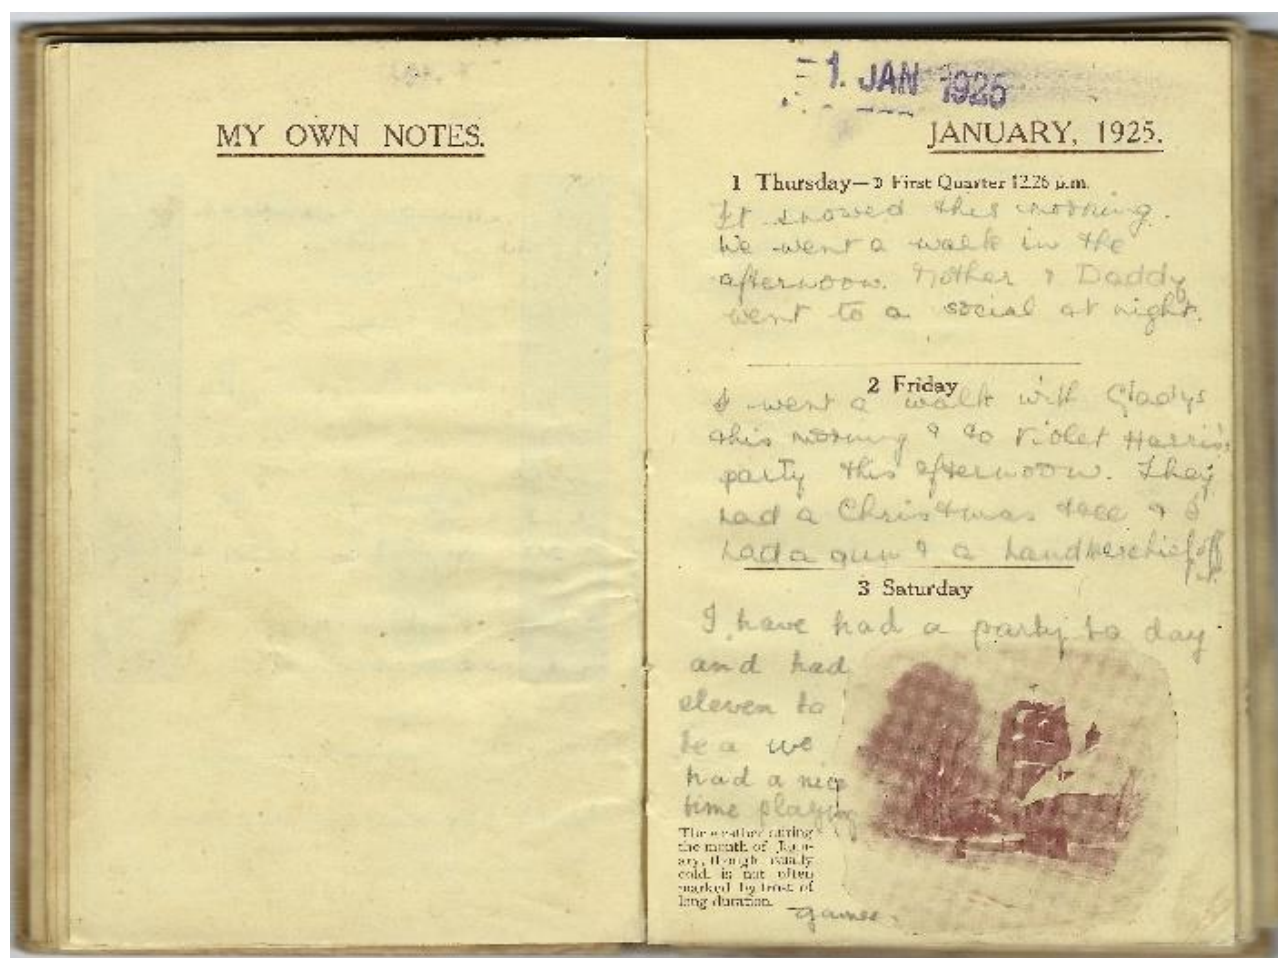 MY OWN NOTES.
1. JAN 1925
JANUARY, 1925.
1 Thursday— First Quarter 12.26 p.m.
It snowed this morning.
We went a walk in the
afternoon. Mother & Daddy
went to a social at night.
2 Friday
I went a walk with Gladys
this morning & to Violet Harris'
party this afternoon. They
had a Christmas tree & I
had a gun & a handkerchief off
it.
3 Saturday
I have had a party to day
and had
eleven to
tea we
had a nice
time playing
The weather during
the month of Janu-
ary, though usually
cold, is not often
marked by frost of
long duration.
games.